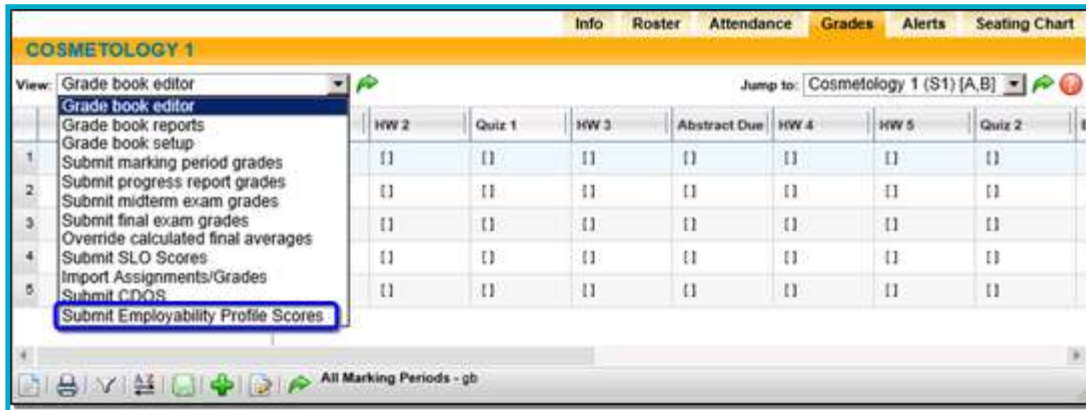 Info Roster Attendance Grades Alerts Seating Chart
COSMETOLOGY 1
View: Grade book editor Jump to: Cosmetology 1 (S1) [A,B]
Grade book editor
Grade book reports
Grade book setup
Submit marking period grades
Submit progress report grades
Submit midterm exam grades
Submit final exam grades
Override calculated final averages
Submit SLO Scores
Import Assignments/Grades
Submit CDOS
Submit Employability Profile Scores
HW 2 Quiz 1 HW 3 Abstract Due HW 4 HW 5 Quiz 2
1 [ ] [ ] [ ] [ ] [ ] [ ] [ ]
2 [ ] [ ] [ ] [ ] [ ] [ ] [ ]
3 [ ] [ ] [ ] [ ] [ ] [ ] [ ]
4 [ ] [ ] [ ] [ ] [ ] [ ] [ ]
5 [ ] [ ] [ ] [ ] [ ] [ ] [ ]
All Marking Periods - gb